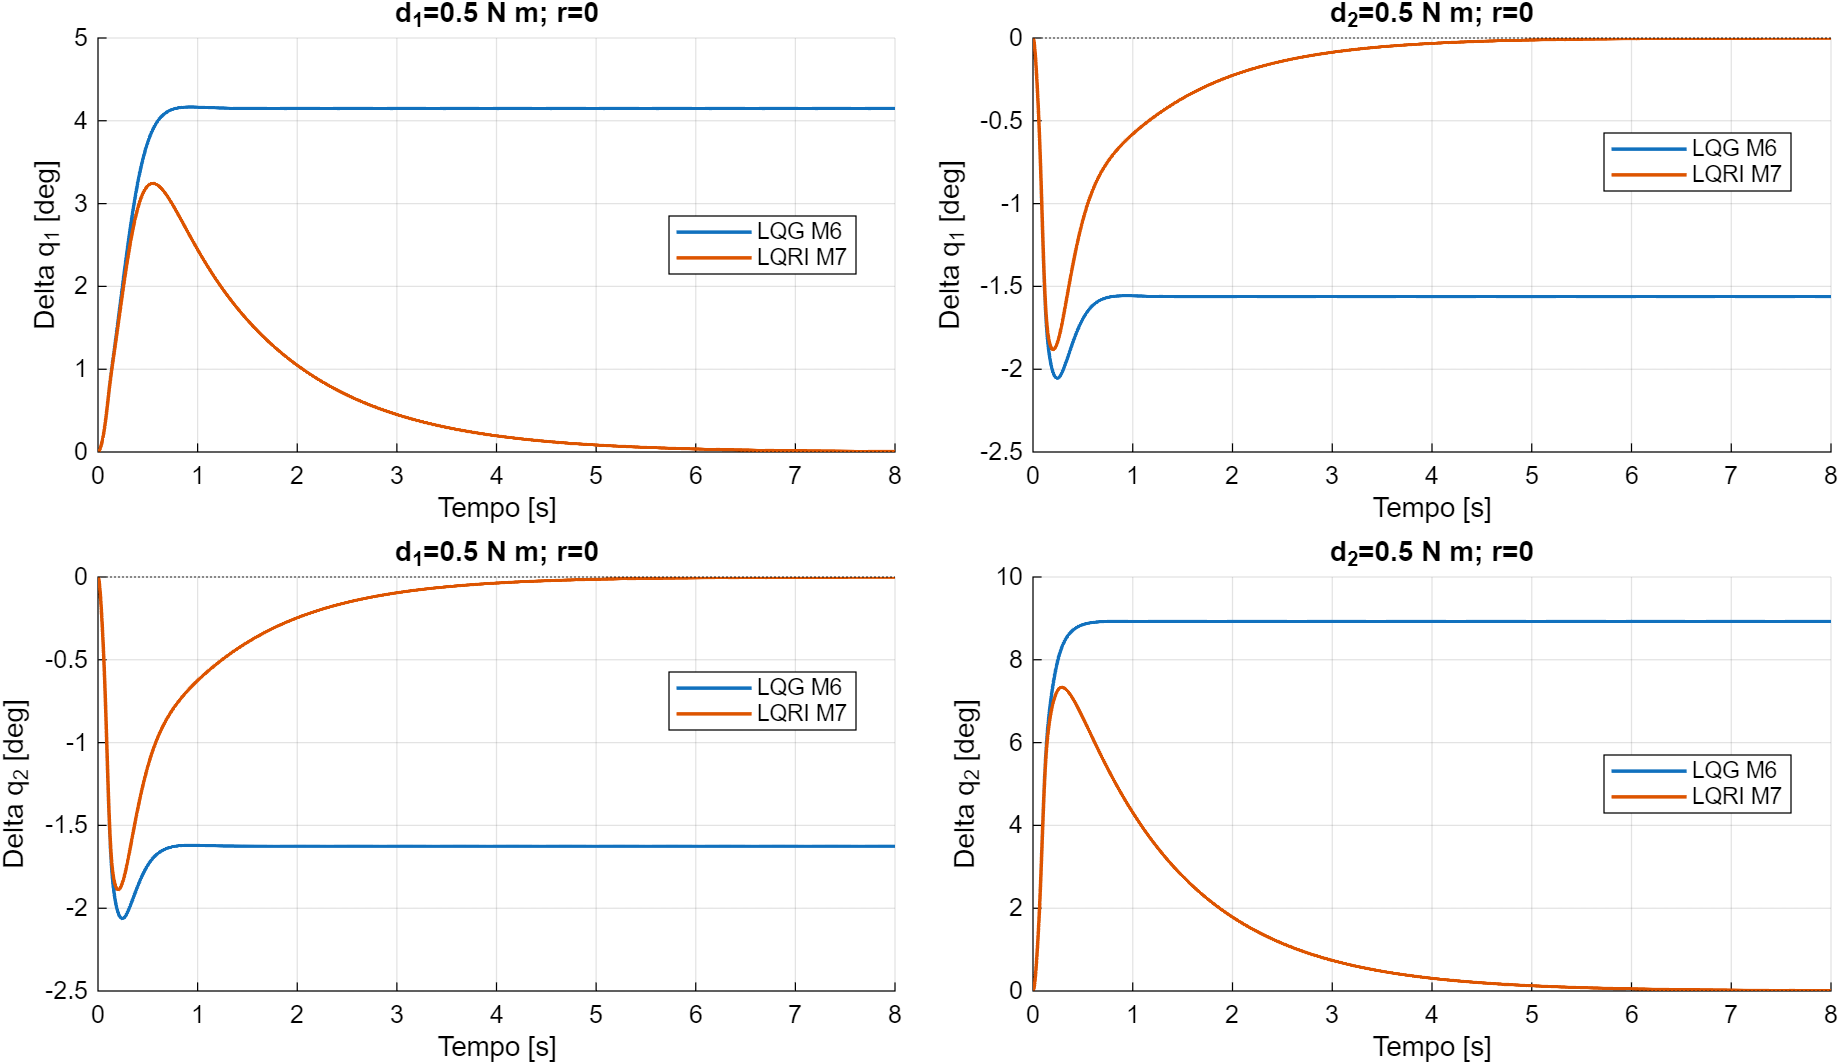 d1=0.5 N m; r=0
5
4
3
2
1
0
Delta q1 [deg]
LQG M6
LQRI M7
0 1 2 3 4 5 6 7 8
Tempo [s]
d2=0.5 N m; r=0
0
-0.5
-1
-1.5
-2
-2.5
Delta q1 [deg]
LQG M6
LQRI M7
0 1 2 3 4 5 6 7 8
Tempo [s]
d1=0.5 N m; r=0
0
-0.5
-1
-1.5
-2
-2.5
Delta q2 [deg]
LQG M6
LQRI M7
0 1 2 3 4 5 6 7 8
Tempo [s]
d2=0.5 N m; r=0
10
8
6
4
2
0
Delta q2 [deg]
LQG M6
LQRI M7
0 1 2 3 4 5 6 7 8
Tempo [s]